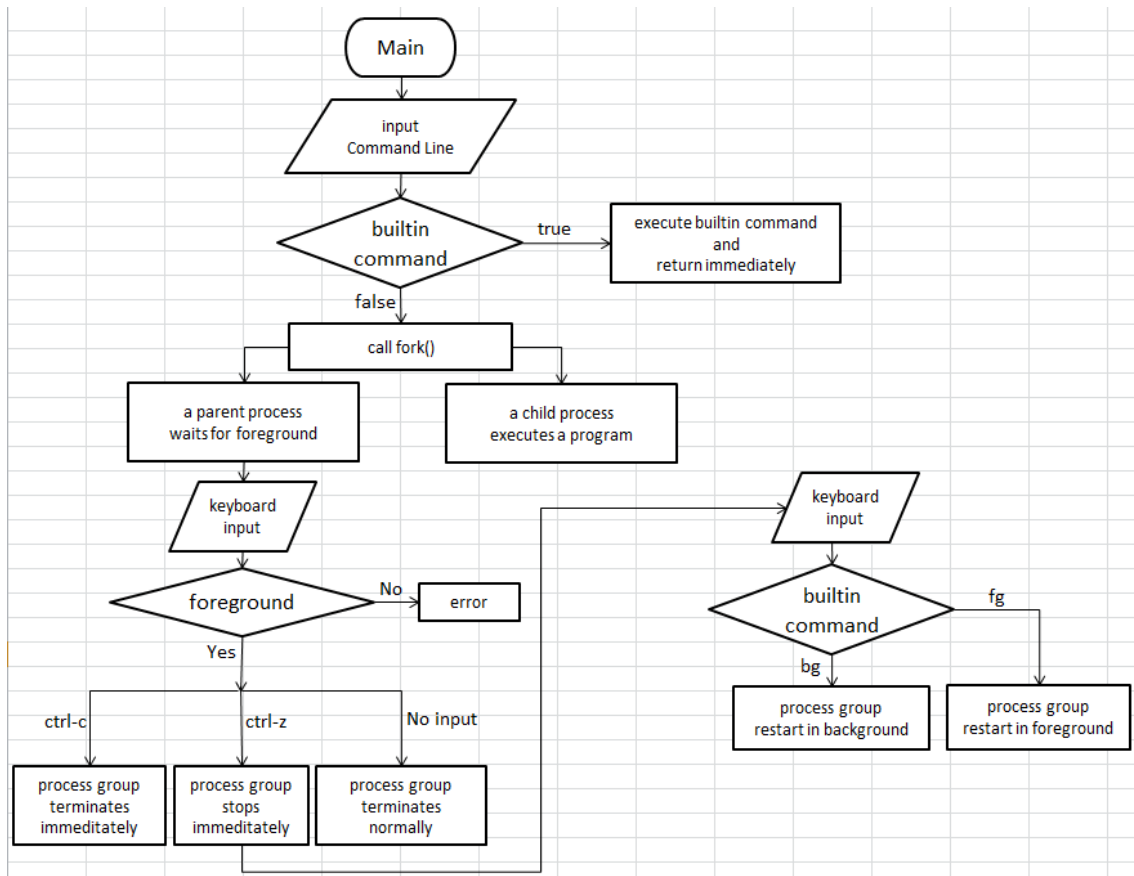 Main
input
Command Line
builtin
command
true
execute builtin command
and
return immediately
false
call fork()
a parent process
waits for foreground
a child process
executes a program
keyboard
input
foreground
No
error
Yes
ctrl-c
ctrl-z
No input
process group
terminates
immeditately
process group
stops
immeditately
process group
terminates
normally
keyboard
input
builtin
command
fg
bg
process group
restart in background
process group
restart in foreground